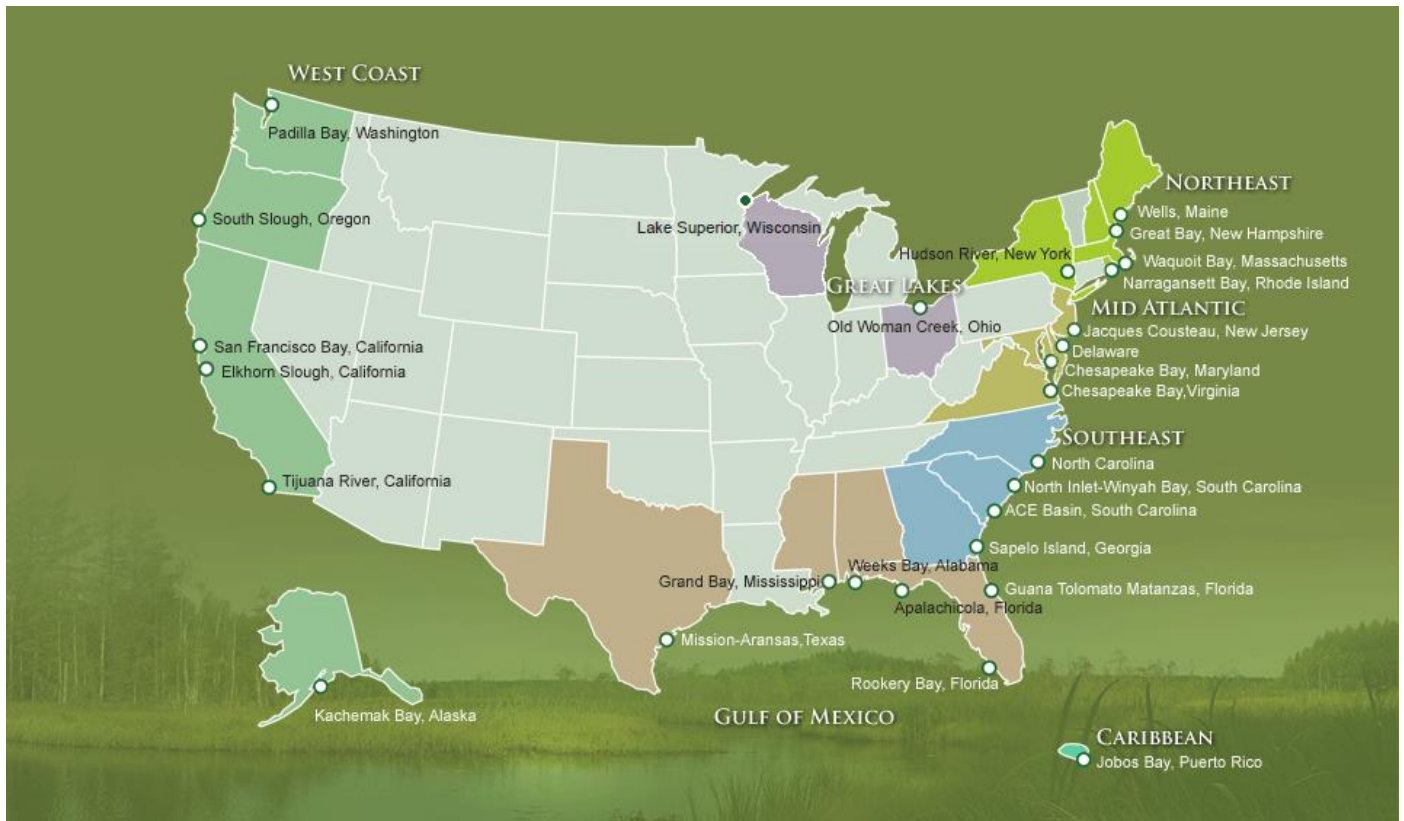 WEST COAST
Padilla Bay, Washington
South Slough, Oregon
San Francisco Bay, California
Elkhorn Slough, California
Tijuana River, California
Kachemak Bay, Alaska
Lake Superior, Wisconsin
GREAT LAKES
Old Woman Creek, Ohio
Hudson River, New York
NORTHEAST
Wells, Maine
Great Bay, New Hampshire
Waquoit Bay, Massachusetts
Narragansett Bay, Rhode Island
MID ATLANTIC
Jacques Cousteau, New Jersey
Delaware
Chesapeake Bay, Maryland
Chesapeake Bay,Virginia
SOUTHEAST
North Carolina
North Inlet-Winyah Bay, South Carolina
ACE Basin, South Carolina
Sapelo Island, Georgia
Guana Tolomato Matanzas, Florida
Weeks Bay, Alabama
Grand Bay, Mississippi
Apalachicola, Florida
Mission-Aransas,Texas
Rookery Bay, Florida
GULF OF MEXICO
CARIBBEAN
Jobos Bay, Puerto Rico